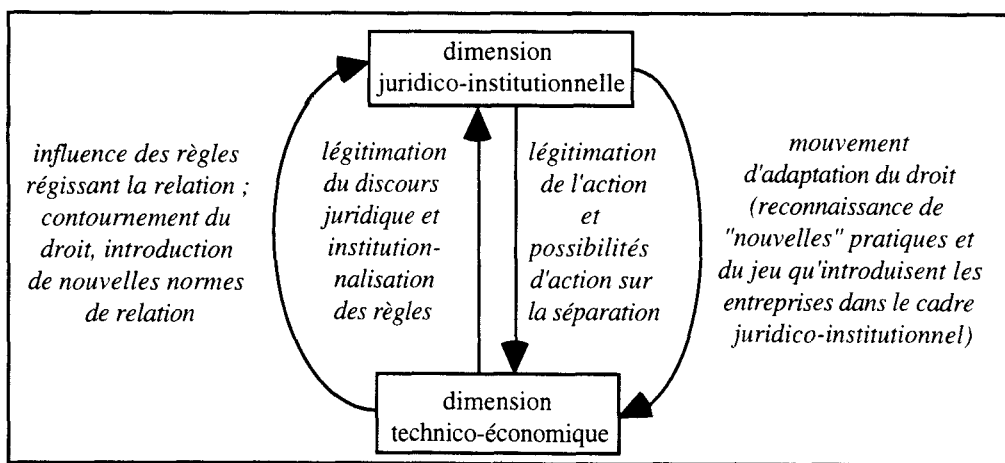 dimension
juridico-institutionnelle
influence des règles
régissant la relation ;
contournement du
droit, introduction
de nouvelles normes
de relation
légitimation
du discours
juridique et
institution-
nalisation
des règles
légitimation
de l'action
et
possibilités
d'action sur
la séparation
mouvement
d'adaptation du droit
(reconnaissance de
"nouvelles" pratiques et
du jeu qu'introduisent les
entreprises dans le cadre
juridico-institutionnel)
dimension
technico-économique